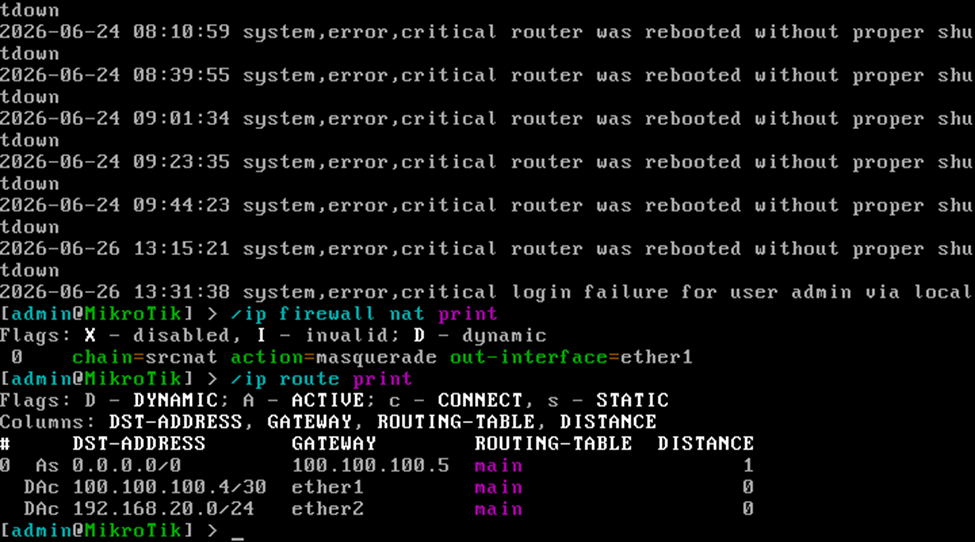 tdown
2026-06-24 08:10:59 system,error,critical router was rebooted without proper shu
tdown
2026-06-24 08:39:55 system,error,critical router was rebooted without proper shu
tdown
2026-06-24 09:01:34 system,error,critical router was rebooted without proper shu
tdown
2026-06-24 09:23:35 system,error,critical router was rebooted without proper shu
tdown
2026-06-24 09:44:23 system,error,critical router was rebooted without proper shu
tdown
2026-06-26 13:15:21 system,error,critical router was rebooted without proper shu
tdown
2026-06-26 13:31:38 system,error,critical login failure for user admin via local
[admin@MikroTik] > /ip firewall nat print
Flags: X - disabled, I - invalid; D - dynamic
 0    chain=srcnat action=masquerade out-interface=ether1
[admin@MikroTik] > /ip route print
Flags: D - DYNAMIC; A - ACTIVE; c - CONNECT, s - STATIC
Columns: DST-ADDRESS, GATEWAY, ROUTING-TABLE, DISTANCE
#     DST-ADDRESS       GATEWAY        ROUTING-TABLE  DISTANCE
0  As 0.0.0.0/0         100.100.100.5  main                  1
  DAc 100.100.100.4/30  ether1         main                  0
  DAc 192.168.20.0/24   ether2         main                  0
[admin@MikroTik] > _